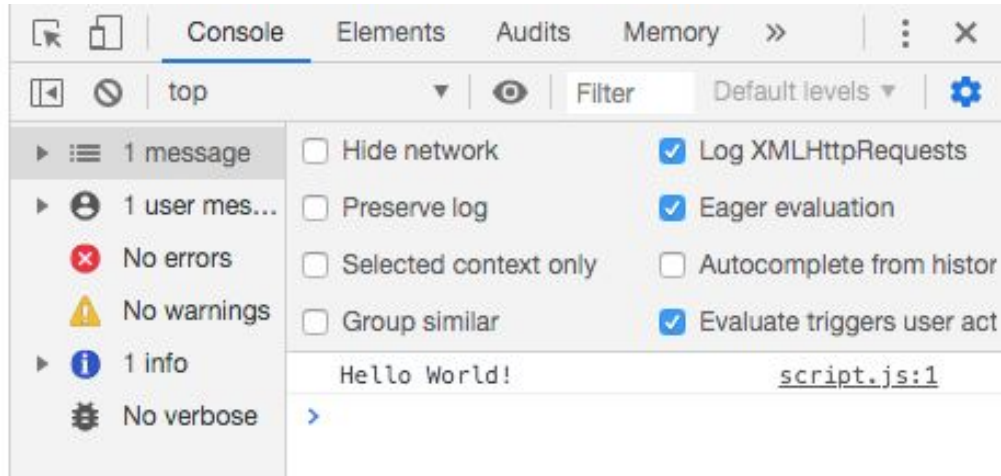 Console Elements Audits Memory »
top Filter Default levels
1 message
1 user mes...
No errors
No warnings
1 info
No verbose
Hide network Log XMLHttpRequests
Preserve log Eager evaluation
Selected context only Autocomplete from histor
Group similar Evaluate triggers user act
Hello World! script.js:1
>